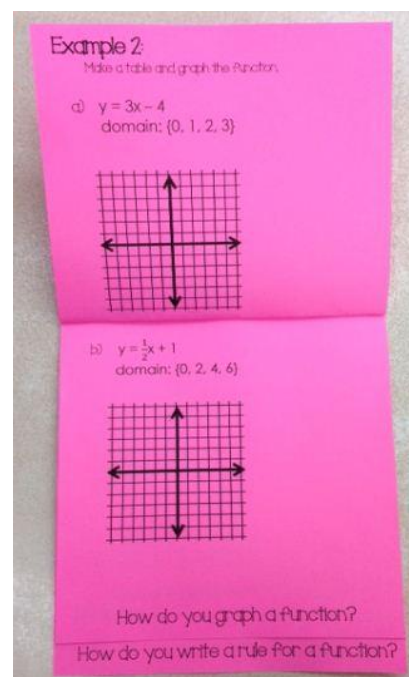 Example 2:
Make a table and graph the function.
a) y = 3x - 4
domain: {0, 1, 2, 3}
b) y = ½x + 1
domain: {0, 2, 4, 6}
How do you graph a function?
How do you write a rule for a function?